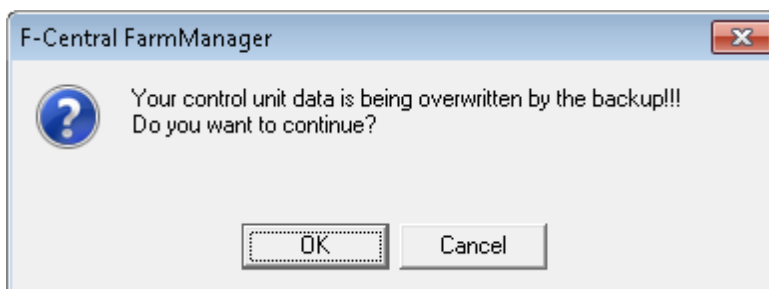 F-Central FarmManager
Your control unit data is being overwritten by the backup!!!
Do you want to continue?
OK
Cancel